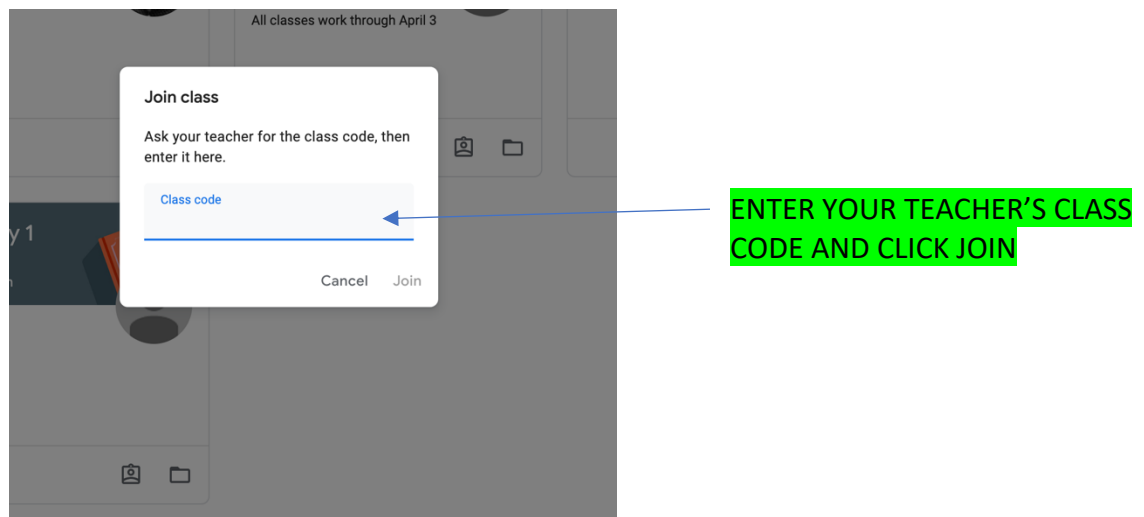 All classes work through April 3
Join class
Ask your teacher for the class code, then
enter it here.
Class code
Cancel Join
y 1
ENTER YOUR TEACHER’S CLASS
CODE AND CLICK JOIN